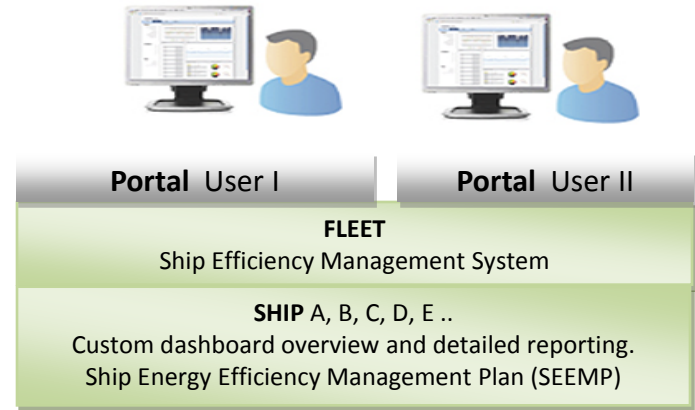 Portal User I
Portal User II
FLEET
Ship Efficiency Management System
SHIP A, B, C, D, E ..
Custom dashboard overview and detailed reporting.
Ship Energy Efficiency Management Plan (SEEMP)